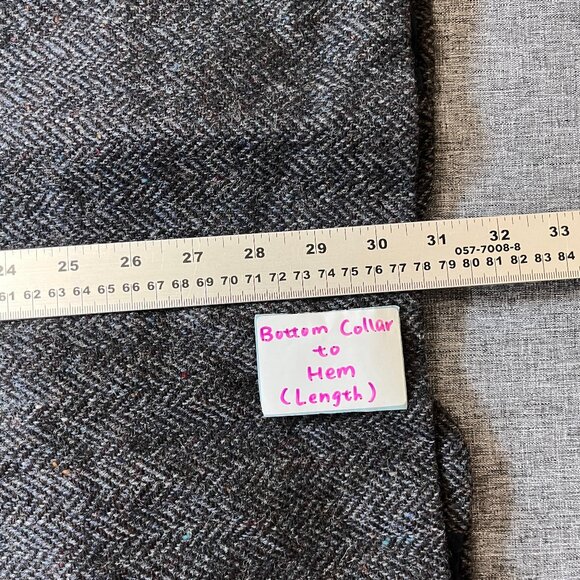 24 25 26 27 28 29 30 31 32 33
057-7008-8
61 62 63 64 65 66 67 68 69 70 71 72 73 74 75 76 77 78 79 80 81 82 83 84
Bottom Collar
to
Hem
(Length)